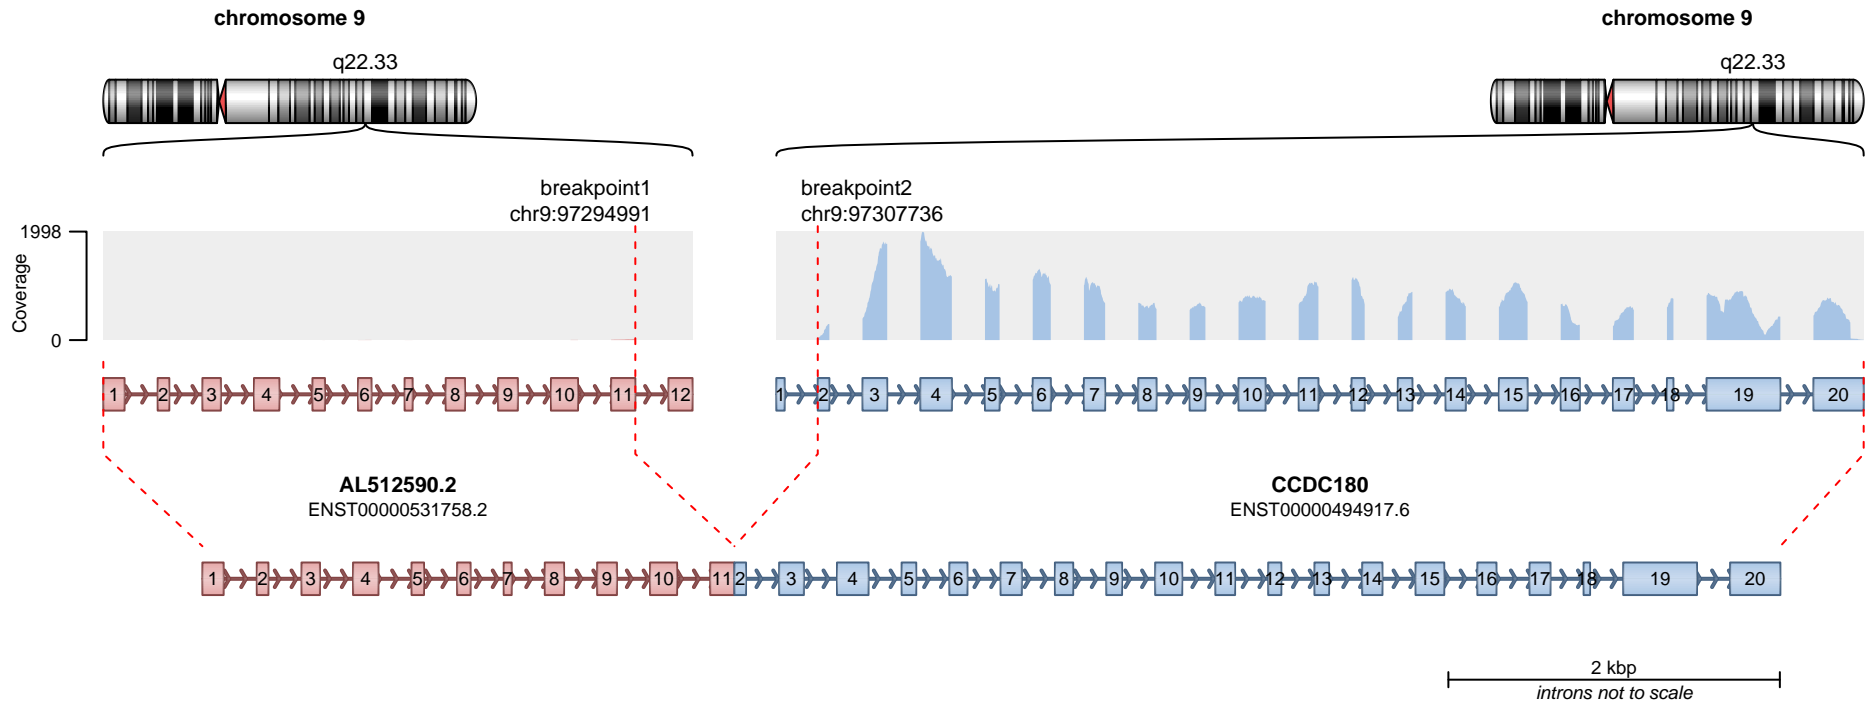 chromosome 9
chromosome 9
q22.33
q22.33
breakpoint1
chr9:97294991
breakpoint2
chr9:97307736
1998
Coverage
0
1 2 3 4 5 6 7 8 9 10 11 12
1 2 3 4 5 6 7 8 9 10 11 12 13 14 15 16 17 18 19 20
AL512590.2
ENST00000531758.2
CCDC180
ENST00000494917.6
1 2 3 4 5 6 7 8 9 10 11 2 3 4 5 6 7 8 9 10 11 12 13 14 15 16 17 18 19 20
2 kbp
introns not to scale